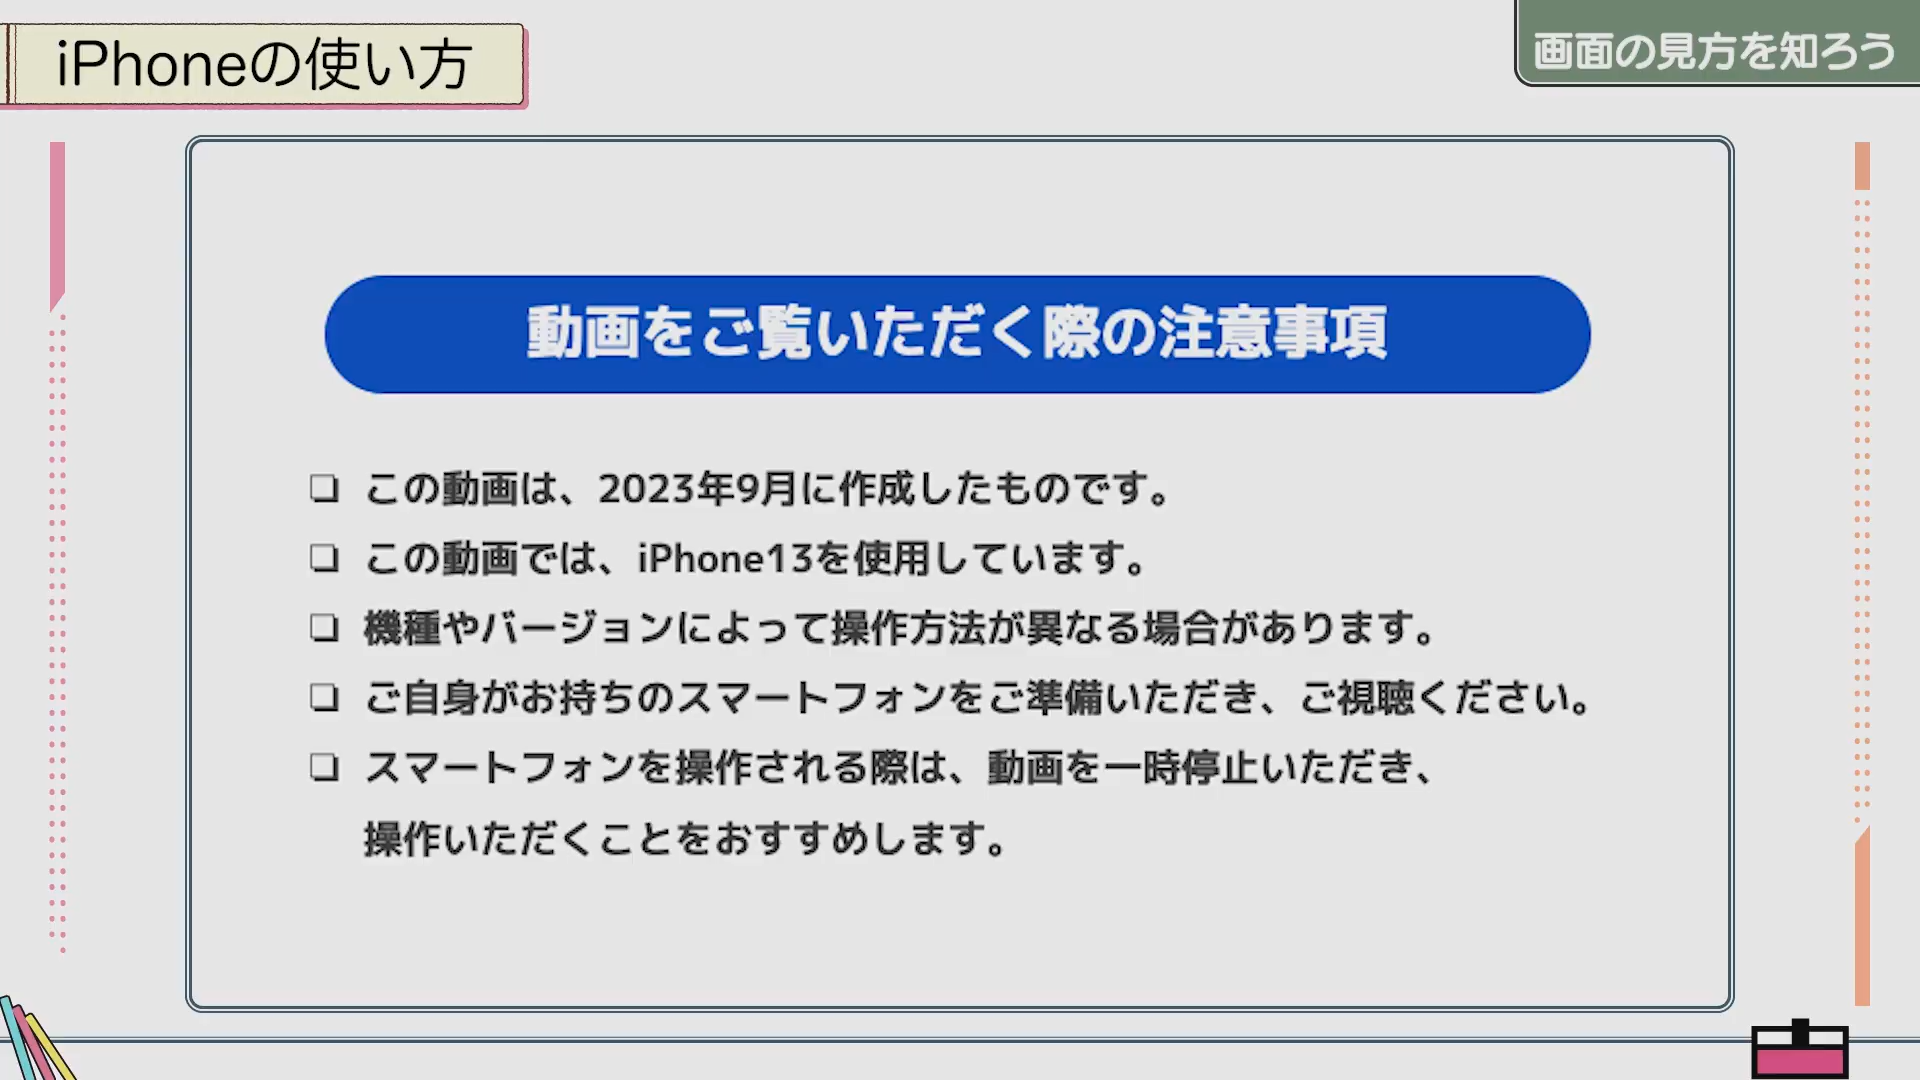 iPhoneの使い方
画面の見方を知ろう
動画をご覧いただく際の注意事項
❏ この動画は、2023年9月に作成したものです。
❏ この動画では、iPhone13を使用しています。
❏ 機種やバージョンによって操作方法が異なる場合があります。
❏ ご自身がお持ちのスマートフォンをご準備いただき、ご視聴ください。
❏ スマートフォンを操作される際は、動画を一時停止いただき、
操作いただくことをおすすめします。